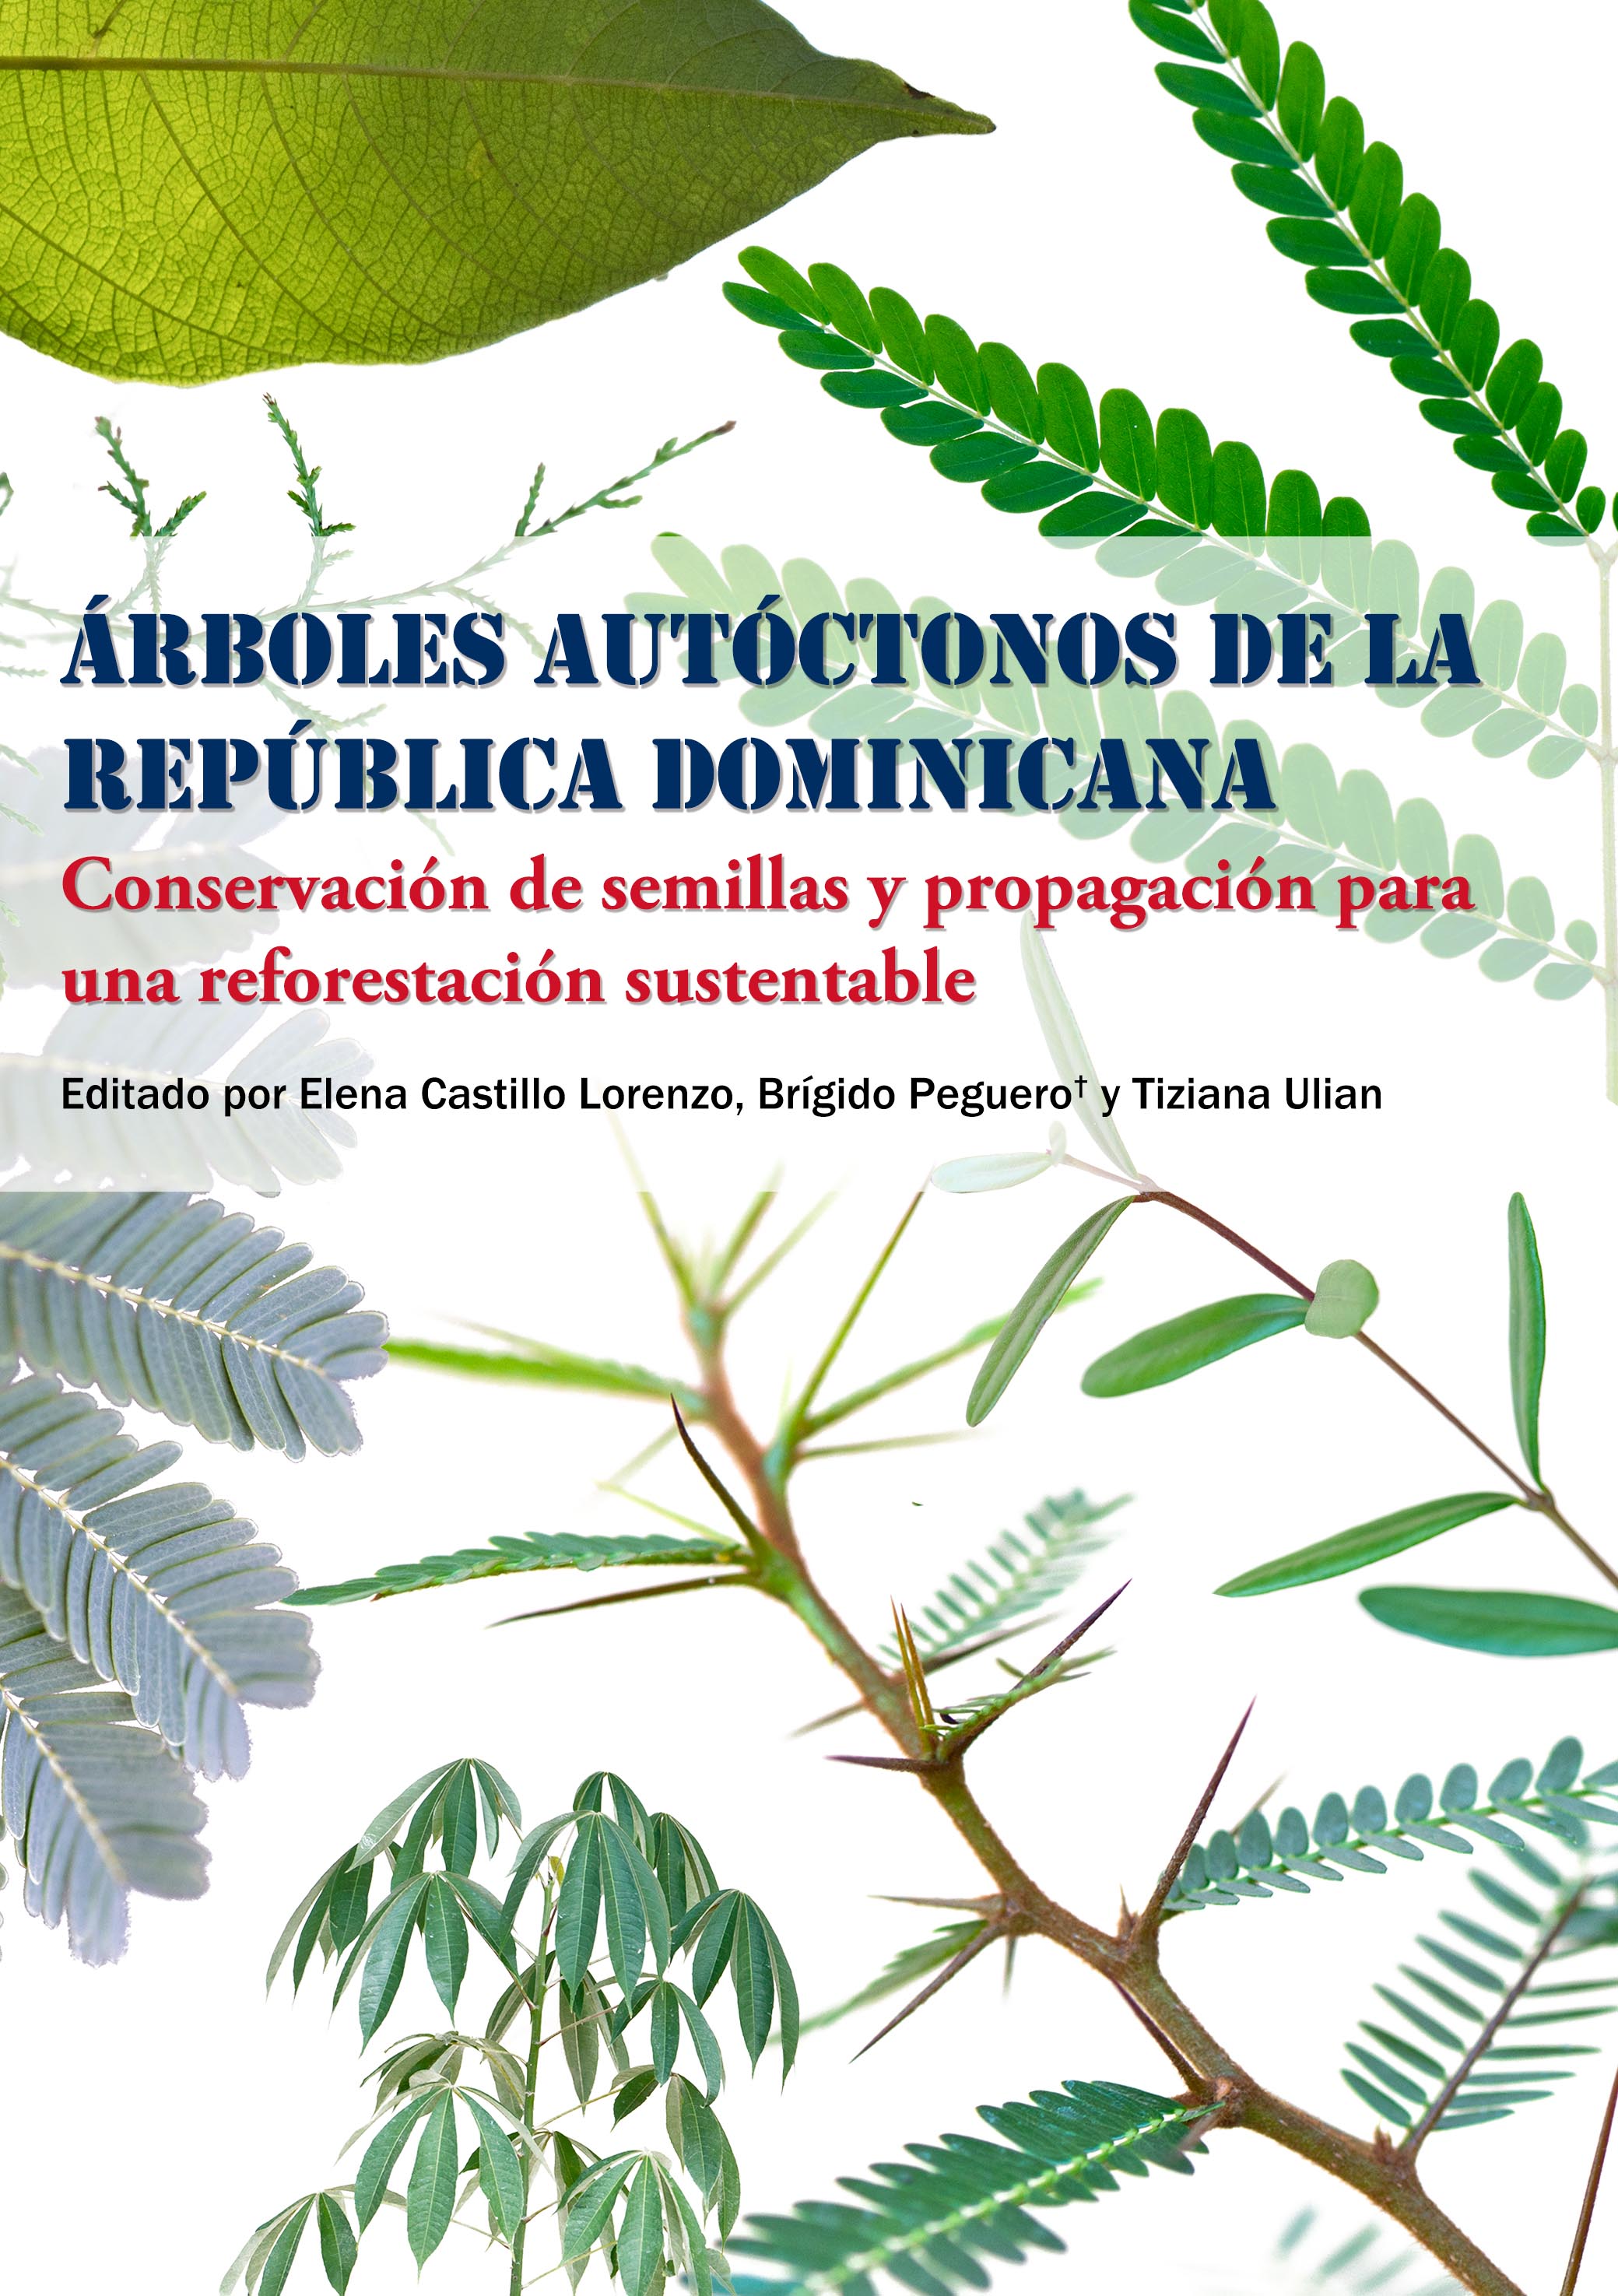 ÁRBOLES AUTÓCTONOS DE LA
REPÚBLICA DOMINICANA
Conservación de semillas y propagación para
una reforestación sustentable
Editado por Elena Castillo Lorenzo, Brígido Peguero† y Tiziana Ulian